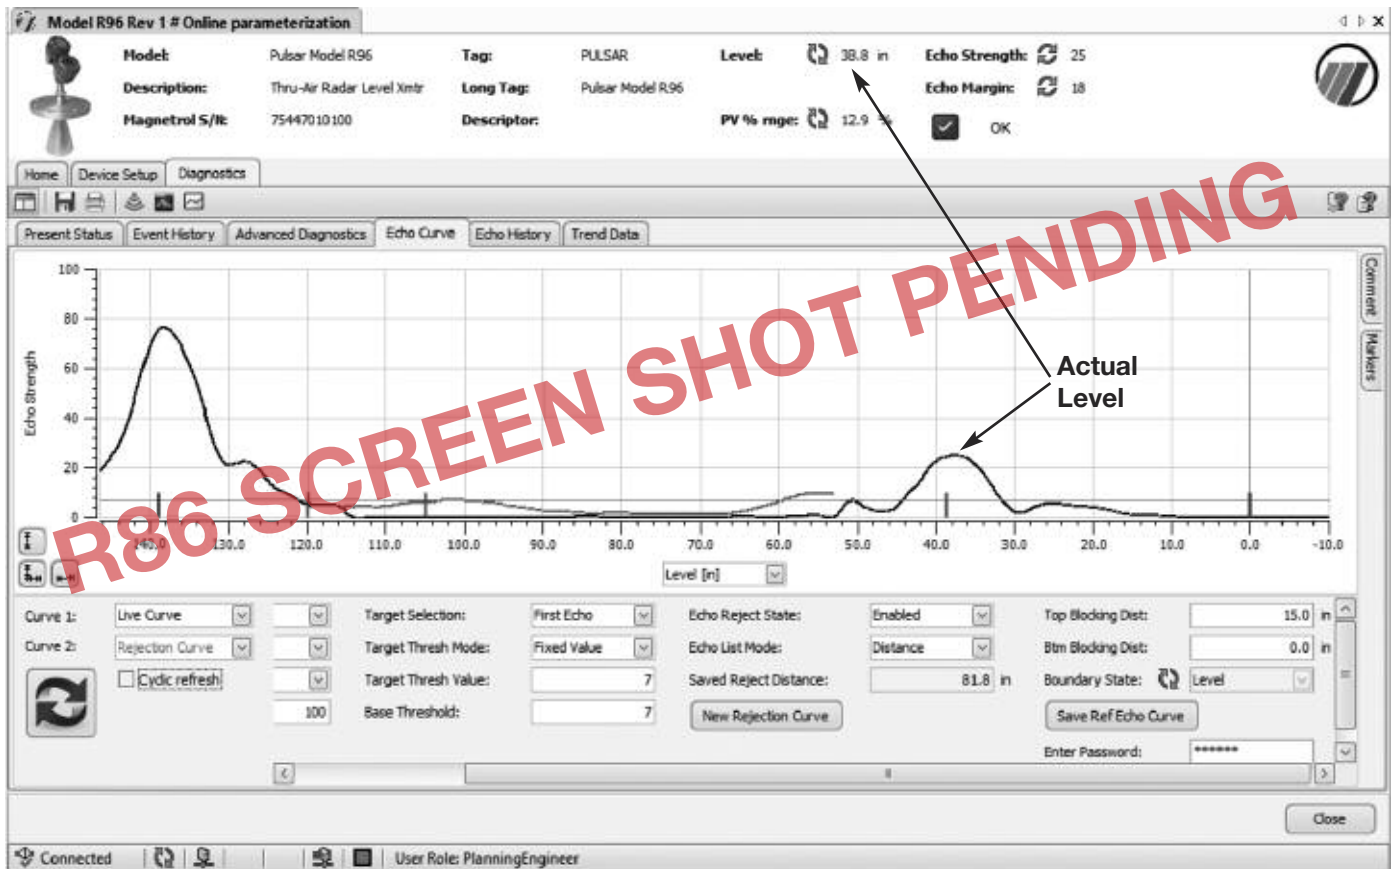 Model R96 Rev 1 # Online parameterization
Model: Pulsar Model R96 Tag: PULSAR Level: 38.8 in Echo Strength: 25
Description: Thru-Air Radar Level Xmtr Long Tag: Pulsar Model R96 Echo Margin: 18
Magnetrol S/N: 75447010100 Descriptor: PV % rnge: 12.9 % OK
Home Device Setup Diagnostics
Present Status Event History Advanced Diagnostics Echo Curve Echo History Trend Data
Comment
Markers
R86 SCREEN SHOT PENDING
Actual
Level
Echo Strength
100
80
60
40
20
0
140.0 130.0 120.0 110.0 100.0 90.0 80.0 70.0 60.0 50.0 40.0 30.0 20.0 10.0 0.0 -10.0
Level [in]
Curve 1: Live Curve Target Selection: First Echo Echo Reject State: Enabled Top Blocking Dist: 15.0 in
Curve 2: Rejection Curve Target Thresh Mode: Fixed Value Echo List Mode: Distance Btm Blocking Dist: 0.0 in
Cyclic refresh Target Thresh Value: 7 Saved Reject Distance: 81.8 in Boundary State: Level
100 Base Threshold: 7 New Rejection Curve Save Ref Echo Curve
Enter Password: ******
Close
Connected User Role: PlanningEngineer